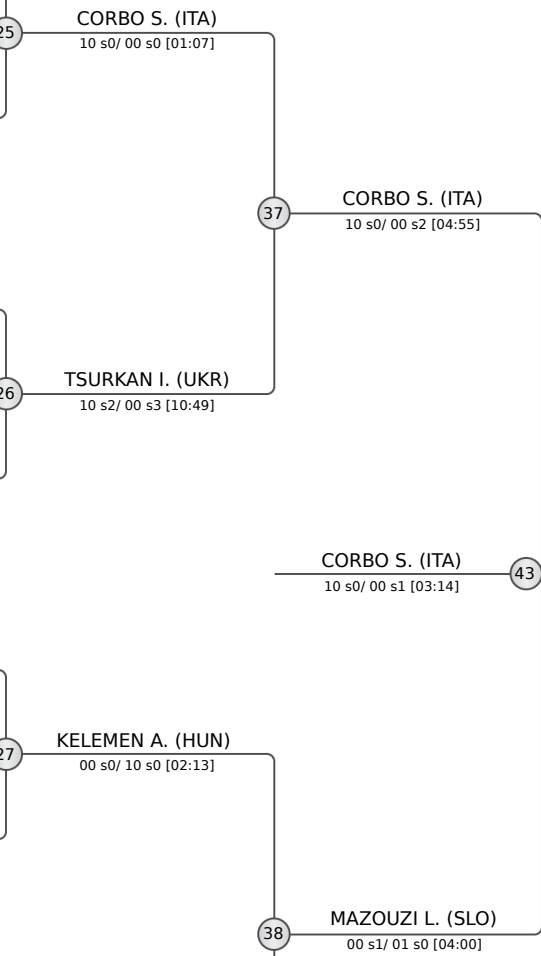 CORBO S. (ITA)
25
10 s0/ 00 s0 [01:07]
CORBO S. (ITA)
37
10 s0/ 00 s2 [04:55]
TSURKAN I. (UKR)
26
10 s2/ 00 s3 [10:49]
CORBO S. (ITA)
43
10 s0/ 00 s1 [03:14]
KELEMEN A. (HUN)
27
00 s0/ 10 s0 [02:13]
MAZOUZI L. (SLO)
38
00 s1/ 01 s0 [04:00]